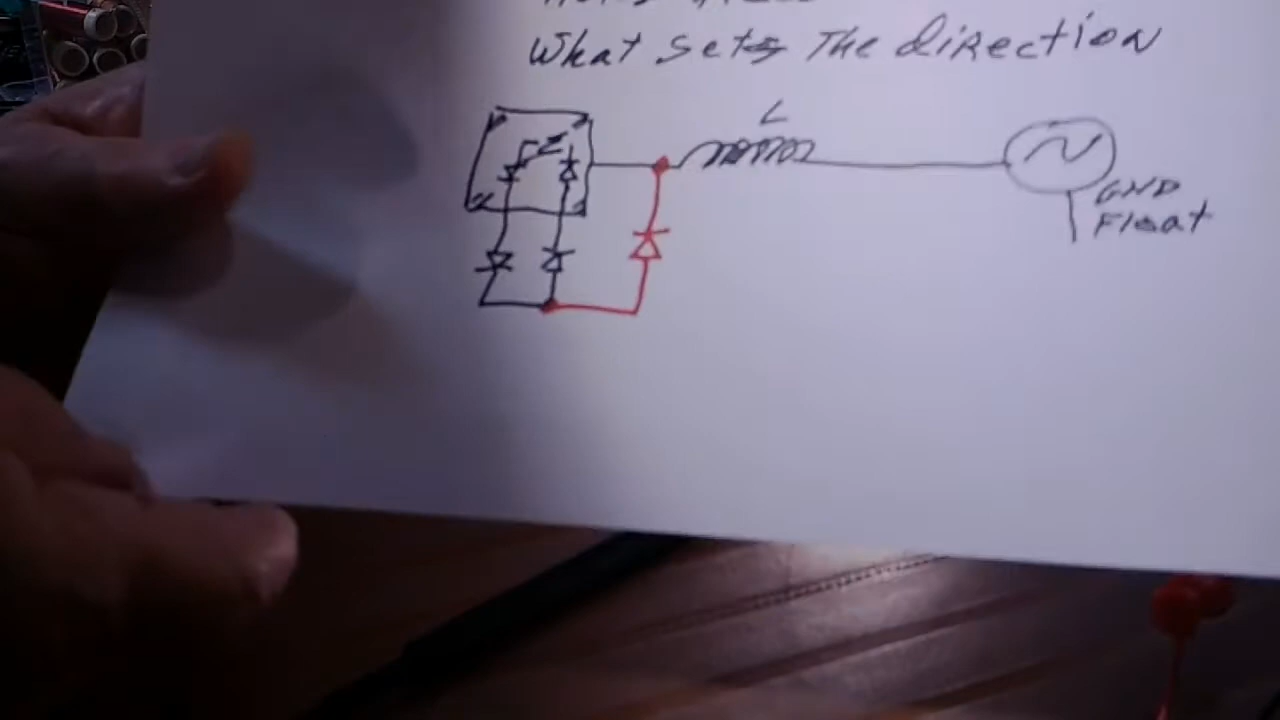 What sets The direction
L
GND
Float